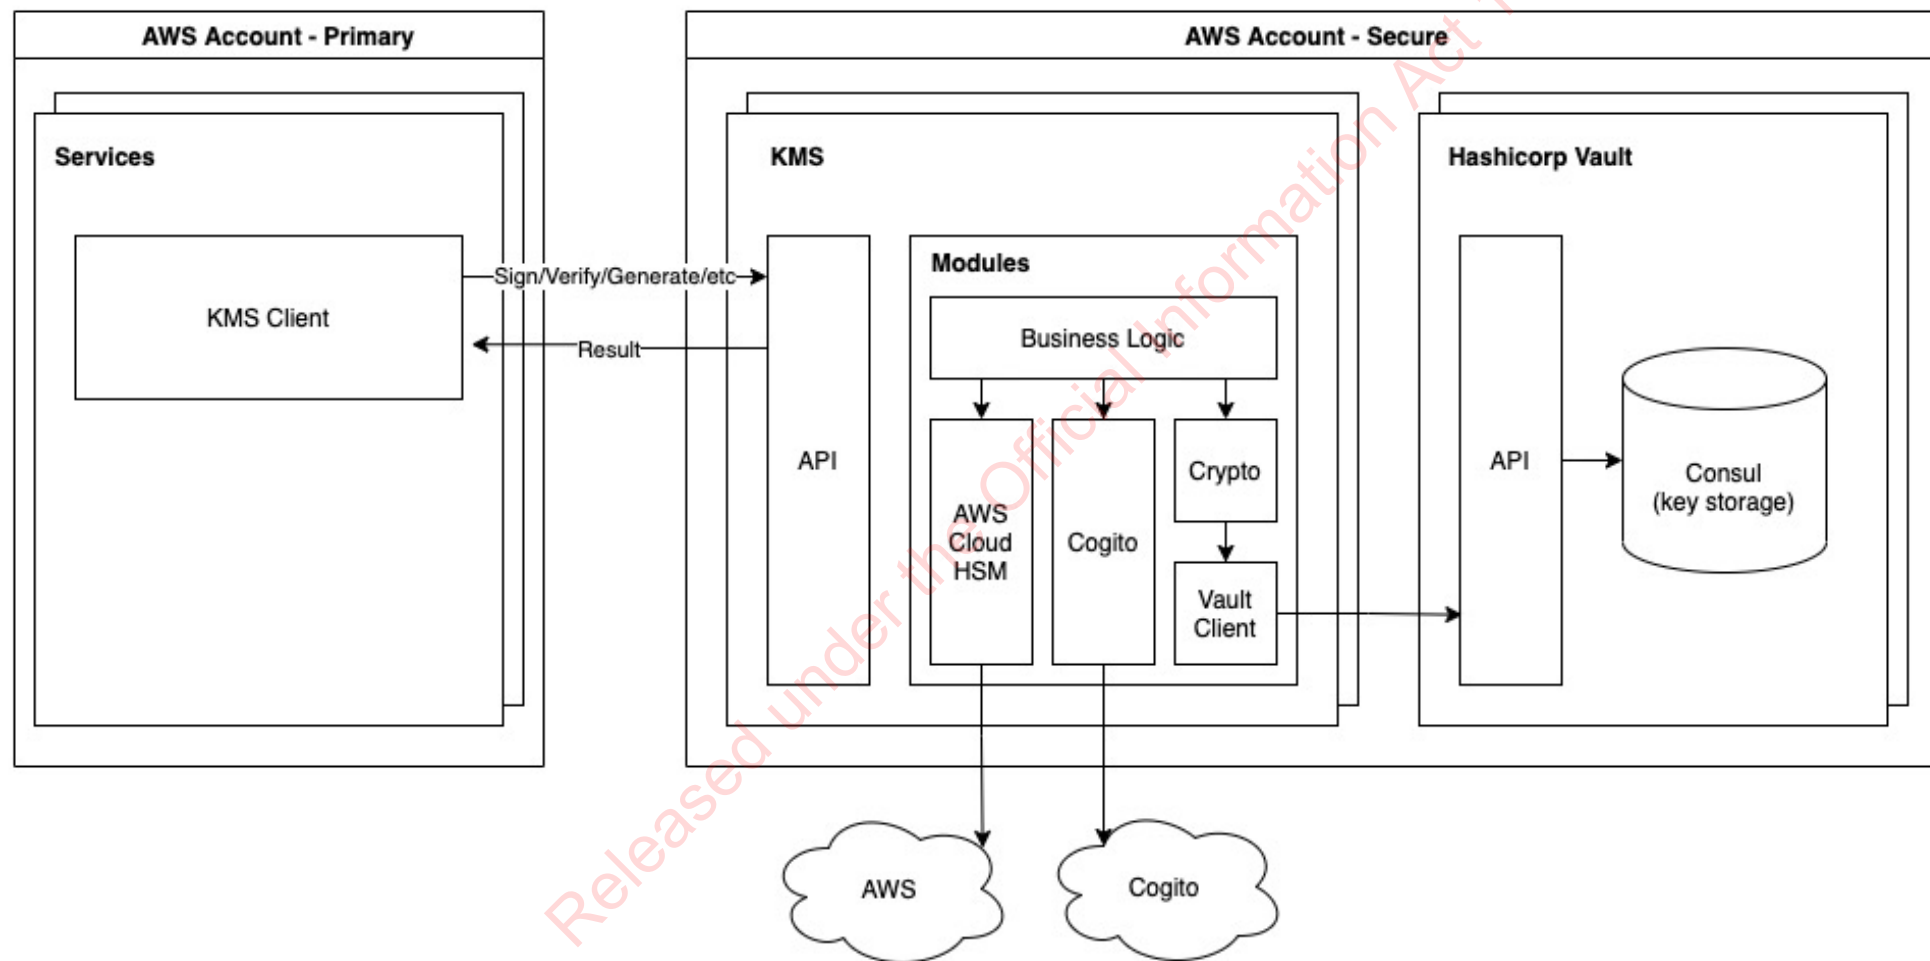 AWS Account - Primary
AWS Account - Secure
Services
KMS
Hashicorp Vault
KMS Client
Sign/Verify/Generate/etc
Result
API
Modules
Business Logic
AWS
Cloud
HSM
Cogito
Crypto
Vault
Client
API
Consul
(key storage)
AWS
Cogito
Released under the Official Information Act